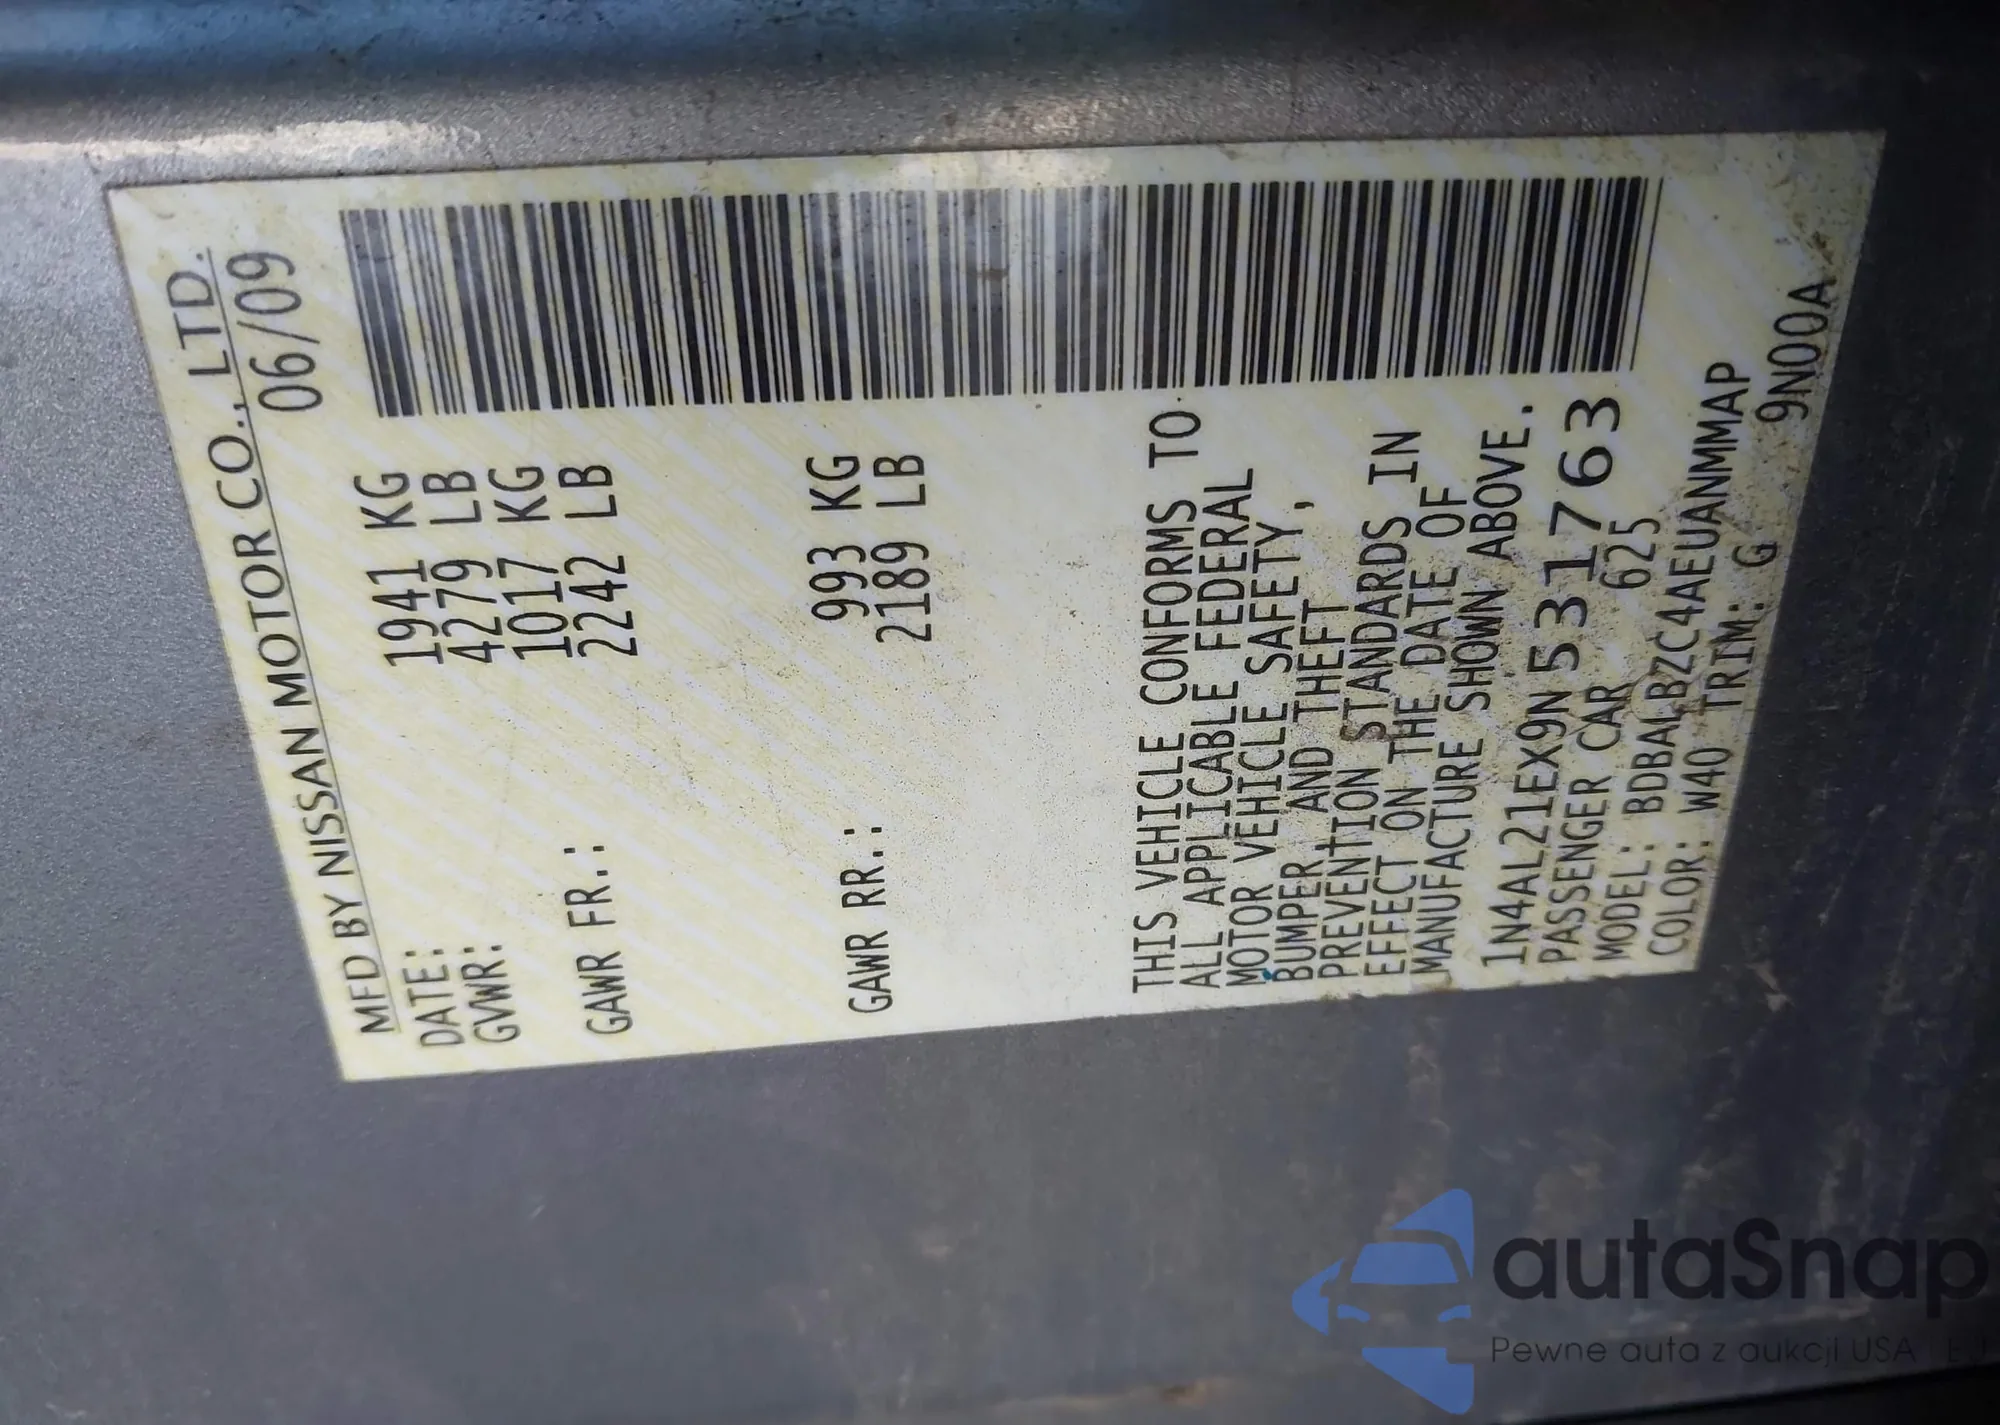 MFD BY NISSAN MOTOR CO., LTD.
DATE: 06/09
GVWR: 1941 KG
4279 LB
GAWR FR.: 1017 KG
2242 LB
GAWR RR.: 993 KG
2189 LB
THIS VEHICLE CONFORMS TO
ALL APPLICABLE FEDERAL
MOTOR VEHICLE SAFETY,
BUMPER, AND THEFT
PREVENTION STANDARDS IN
EFFECT ON THE DATE OF
MANUFACTURE SHOWN ABOVE.
1N4AL21EX9N531763
PASSENGER CAR 625
MODEL: BDBALBZC4AEUANMMAP
COLOR: W40 TRIM: G 9N00A
autaSnap
Pewne auta z aukcji USA i EU